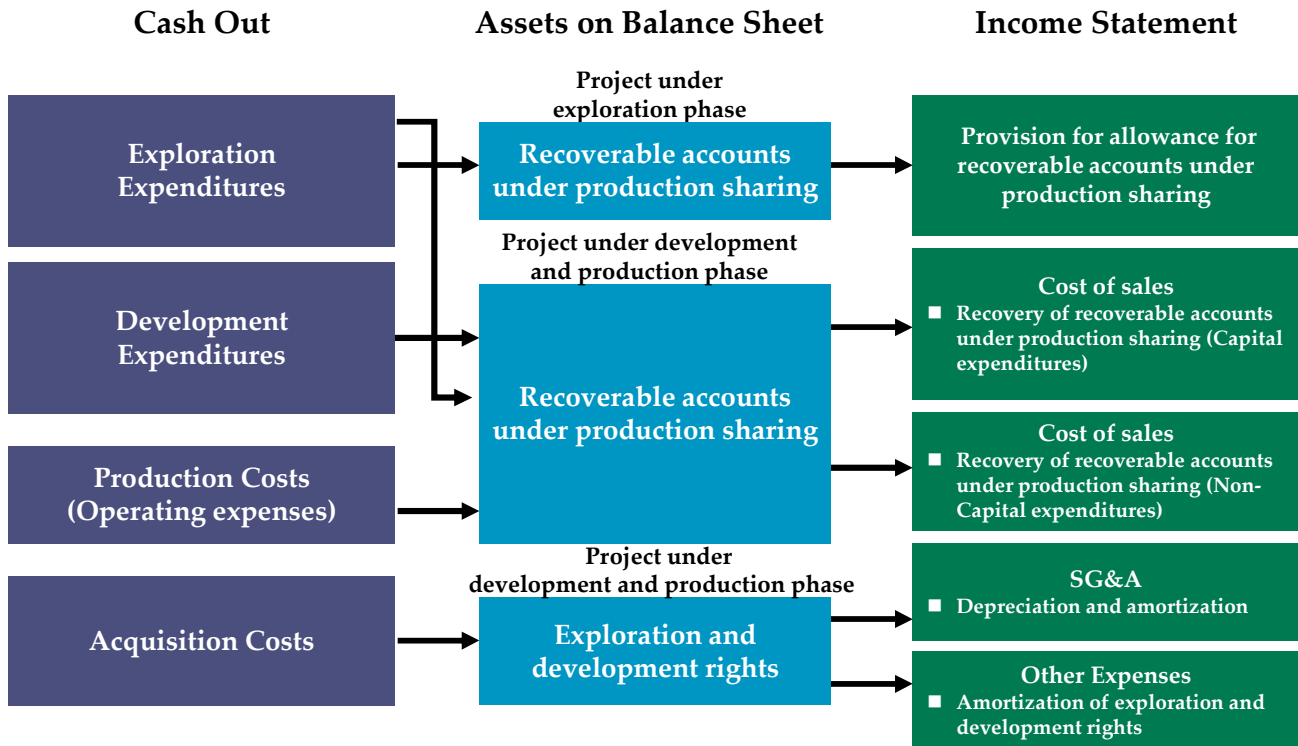 Cash Out
Assets on Balance Sheet
Income Statement
Exploration
Expenditures
Development
Expenditures
Production Costs
(Operating expenses)
Acquisition Costs
Project under
exploration phase
Recoverable accounts
under production sharing
Project under development
and production phase
Recoverable accounts
under production sharing
Project under
development and production phase
Exploration and
development rights
Provision for allowance for
recoverable accounts under
production sharing
Cost of sales
Recovery of recoverable accounts
under production sharing (Capital
expenditures)
Cost of sales
Recovery of recoverable accounts
under production sharing (Non-
Capital expenditures)
SG&A
Depreciation and amortization
Other Expenses
Amortization of exploration and
development rights